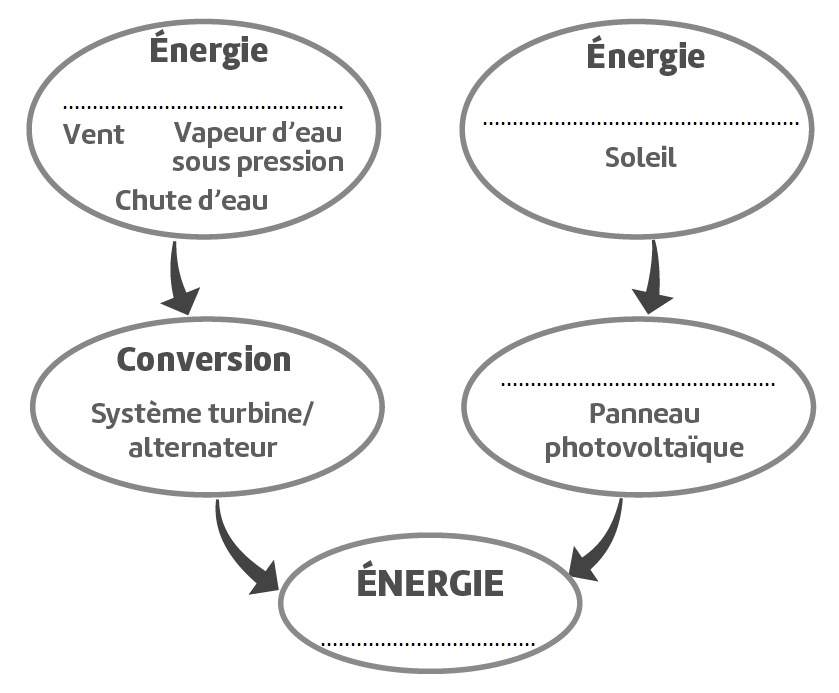 Énergie
................................................
Vent
Vapeur d’eau
sous pression
Chute d’eau
Énergie
......................................................
Soleil
Conversion
Système turbine/
alternateur
...............................................
Panneau
photovoltaïque
ÉNERGIE
.....................................